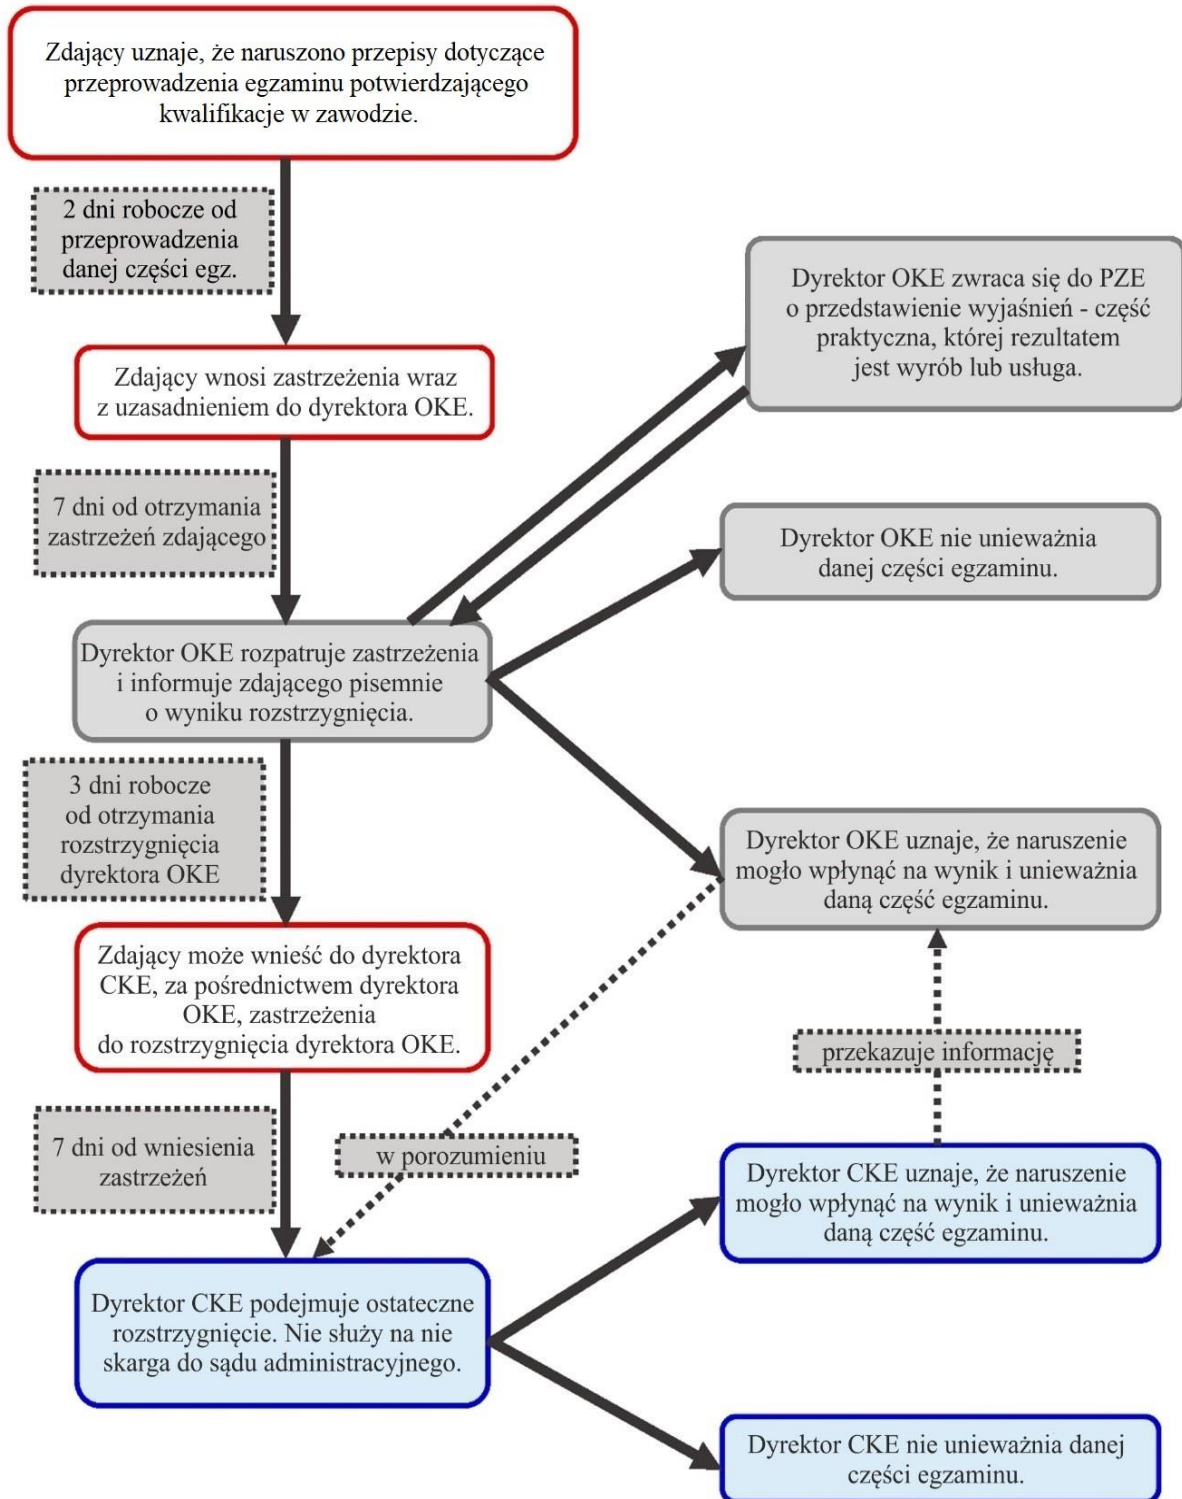 Zdający uznaje, że naruszono przepisy dotyczące
przeprowadzenia egzaminu potwierdzającego
kwalifikacje w zawodzie.
2 dni robocze od
przeprowadzenia
danej części egz.
Zdający wnosi zastrzeżenia wraz
z uzasadnieniem do dyrektora OKE.
Dyrektor OKE zwraca się do PZE
o przedstawienie wyjaśnień - część
praktyczna, której rezultatem
jest wyrób lub usługa.
7 dni od otrzymania
zastrzeżeń zdającego
Dyrektor OKE nie unieważnia
danej części egzaminu.
Dyrektor OKE rozpatruje zastrzeżenia
i informuje zdającego pisemnie
o wyniku rozstrzygnięcia.
3 dni robocze
od otrzymania
rozstrzygnięcia
dyrektora OKE
Dyrektor OKE uznaje, że naruszenie
mogło wpłynąć na wynik i unieważnia
daną część egzaminu.
Zdający może wnieść do dyrektora
CKE, za pośrednictwem dyrektora
OKE, zastrzeżenia
do rozstrzygnięcia dyrektora OKE.
przekazuje informację
7 dni od wniesienia
zastrzeżeń
w porozumieniu
Dyrektor CKE uznaje, że naruszenie
mogło wpłynąć na wynik i unieważnia
daną część egzaminu.
Dyrektor CKE podejmuje ostateczne
rozstrzygnięcie. Nie służy na nie
skarga do sądu administracyjnego.
Dyrektor CKE nie unieważnia danej
części egzaminu.